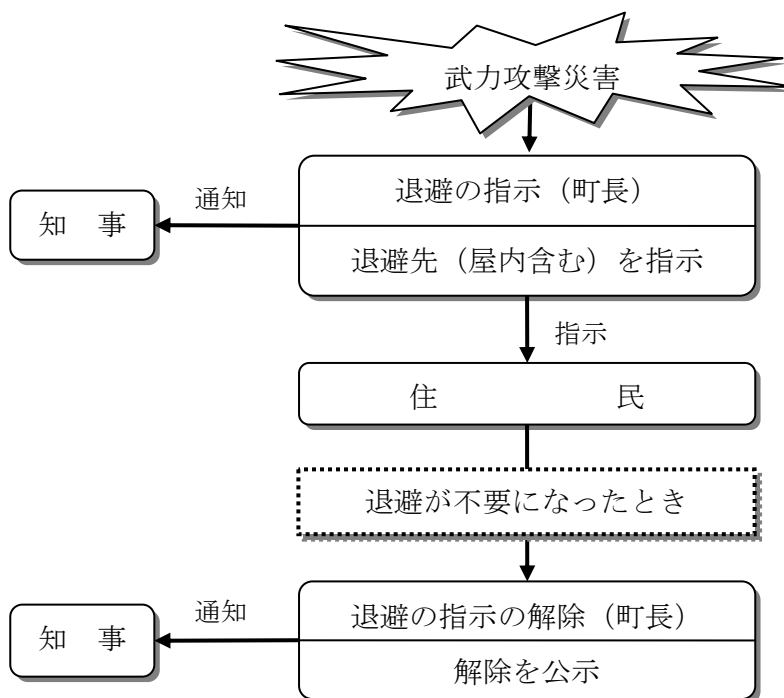 武力攻撃災害
退避の指示（町長）
通知
知　事
退避先（屋内含む）を指示
指示
住　　　　民
退避が不要になったとき
退避の指示の解除（町長）
通知
知　事
解除を公示